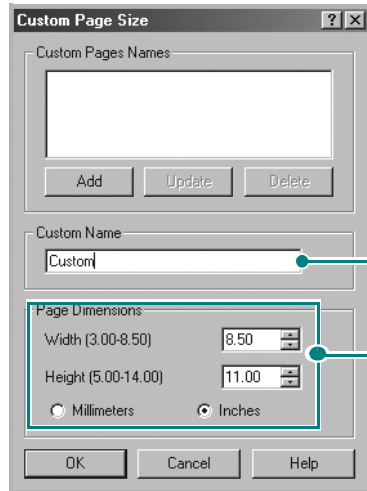 Custom Page Size
Custom Pages Names
Add Update Delete
Custom Name
Custom
Page Dimensions
Width (3.00-8.50) 8.50
Height (5.00-14.00) 11.00
Millimeters Inches
OK Cancel Help